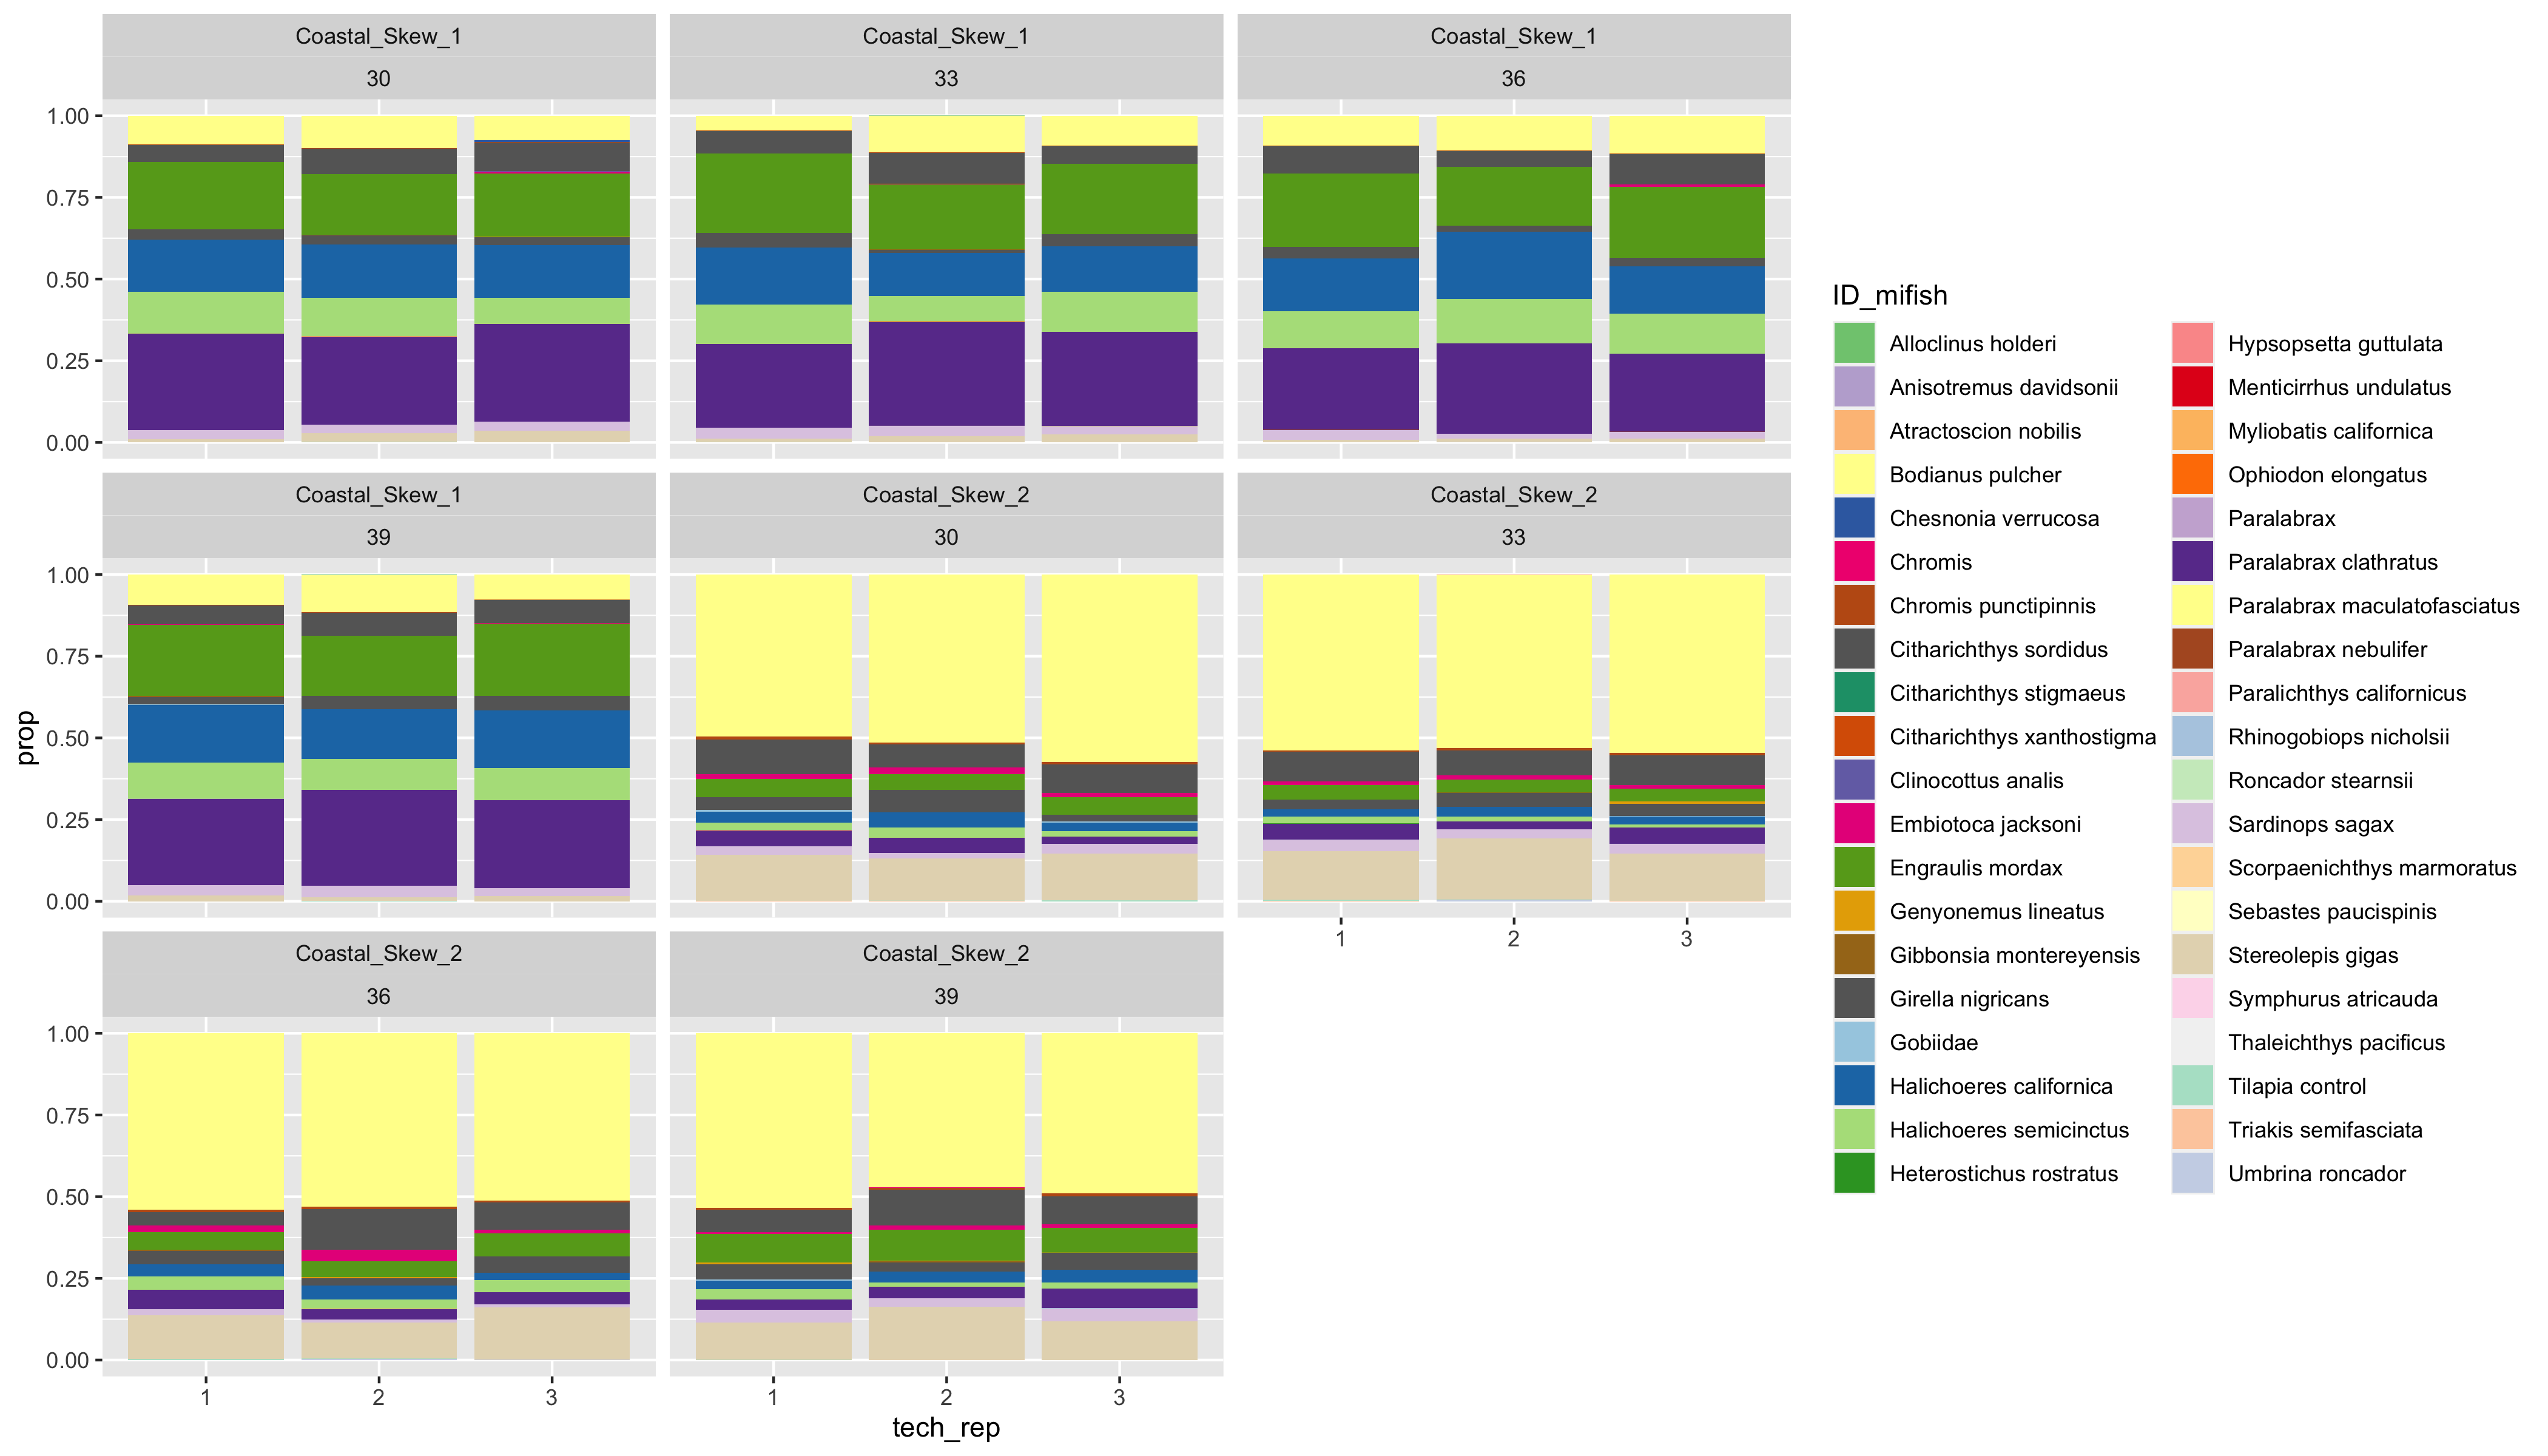 Coastal_Skew_1
Coastal_Skew_1
Coastal_Skew_1
30
33
36
1.00
0.75
0.50
0.25
0.00
Coastal_Skew_1
Coastal_Skew_2
Coastal_Skew_2
39
30
33
1.00
0.75
0.50
0.25
0.00
1
2
3
Coastal_Skew_2
Coastal_Skew_2
36
39
1.00
0.75
0.50
0.25
0.00
1
2
3
1
2
3
tech_rep
prop
ID_mifish
Alloclinus holderi
Anisotremus davidsonii
Atractoscion nobilis
Bodianus pulcher
Chesnonia verrucosa
Chromis
Chromis punctipinnis
Citharichthys sordidus
Citharichthys stigmaeus
Citharichthys xanthostigma
Clinocottus analis
Embiotoca jacksoni
Engraulis mordax
Genyonemus lineatus
Gibbonsia montereyensis
Girella nigricans
Gobiidae
Halichoeres californica
Halichoeres semicinctus
Heterostichus rostratus
Hypsopsetta guttulata
Menticirrhus undulatus
Myliobatis californica
Ophiodon elongatus
Paralabrax
Paralabrax clathratus
Paralabrax maculatofasciatus
Paralabrax nebulifer
Paralichthys californicus
Rhinogobiops nicholsii
Roncador stearnsii
Sardinops sagax
Scorpaenichthys marmoratus
Sebastes paucispinis
Stereolepis gigas
Symphurus atricauda
Thaleichthys pacificus
Tilapia control
Triakis semifasciata
Umbrina roncador